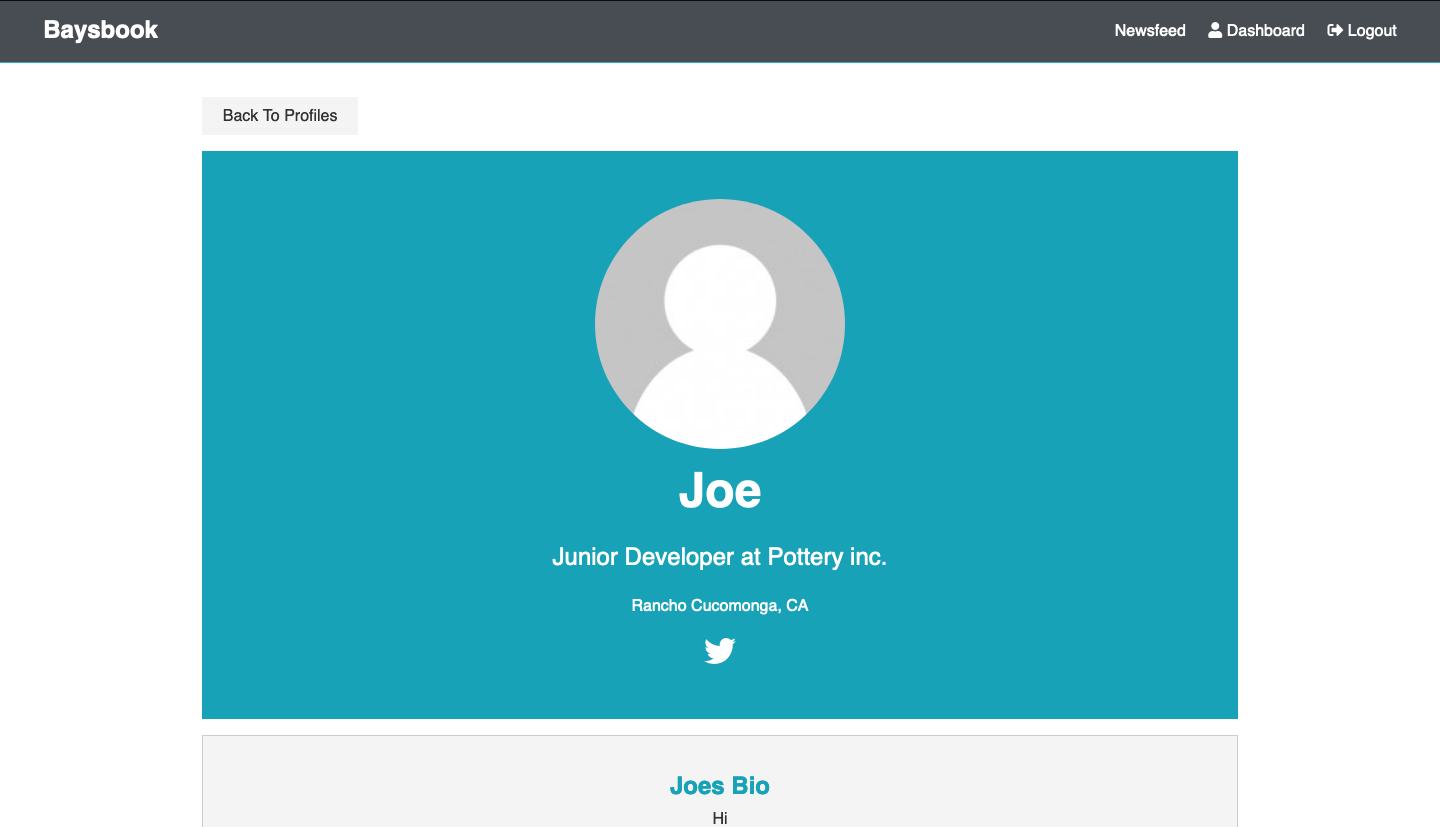 Baysbook
Newsfeed Dashboard Logout
Back To Profiles
Joe
Junior Developer at Pottery inc.
Rancho Cucomonga, CA
Joes Bio
Hi